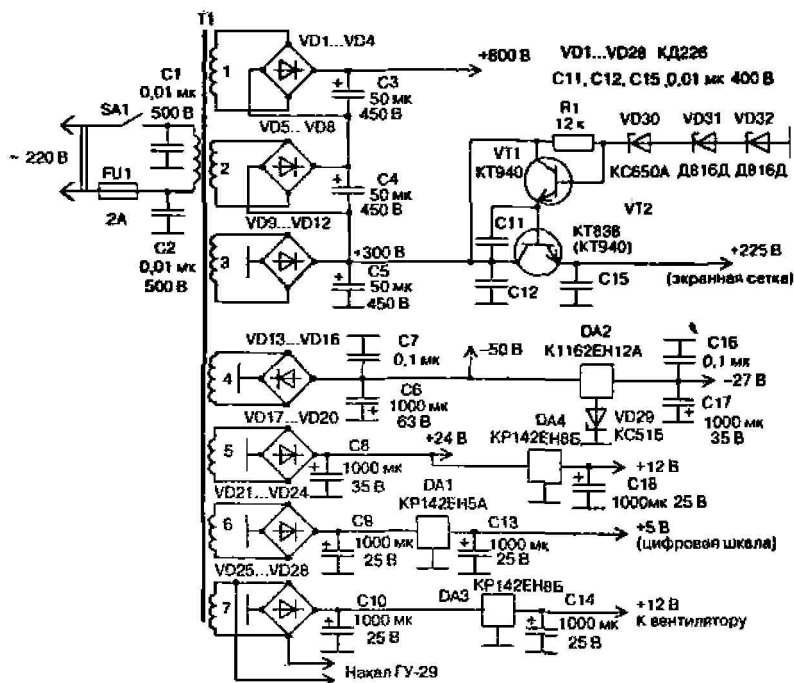 T1
VD1...VD4
+600 В
VD1...VD28 КД226
C11, C12, C15 ,0,01 мк 400 В
C1
0,01 мк
500 В
SA1
~ 220 В
FU1
2А
C2
0,01 мк
500 В
1
C3
50 мк
450 В
VD5... VD8
2
C4
50 мк
450 В
VD9...VD12
3
+300 В
C5
50 мк
450 В
R1
12 к
VD30
VD31
VD32
VT1
КТ940
КС650А
Д816Д
Д816Д
VT2
КТ838
(КТ940)
C11
C12
C15
+225 В
(экранная сетка)
VD13...VD16
4
C7
0,1 мк
C6
1000 мк
63 В
-50 В
DA2
К1162ЕН12А
C16
0,1 мк
-27 В
C17
1000 мк
35 В
VD29
КС515
VD17...VD20
5
C8
1000 мк
35 В
+24 В
DA4
КР142ЕН8Б
+12 В
C18
1000мк 25 В
VD21...VD24
6
C9
1000 мк
25 В
DA1
КР142ЕН5А
C13
1000 мк
25 В
+5 В
(цифровая шкала)
VD25...VD28
7
C10
1000 мк
25 В
DA3
КР142ЕН8Б
C14
1000 мк
25 В
+12 В
К вентилятору
Накал ГУ-29